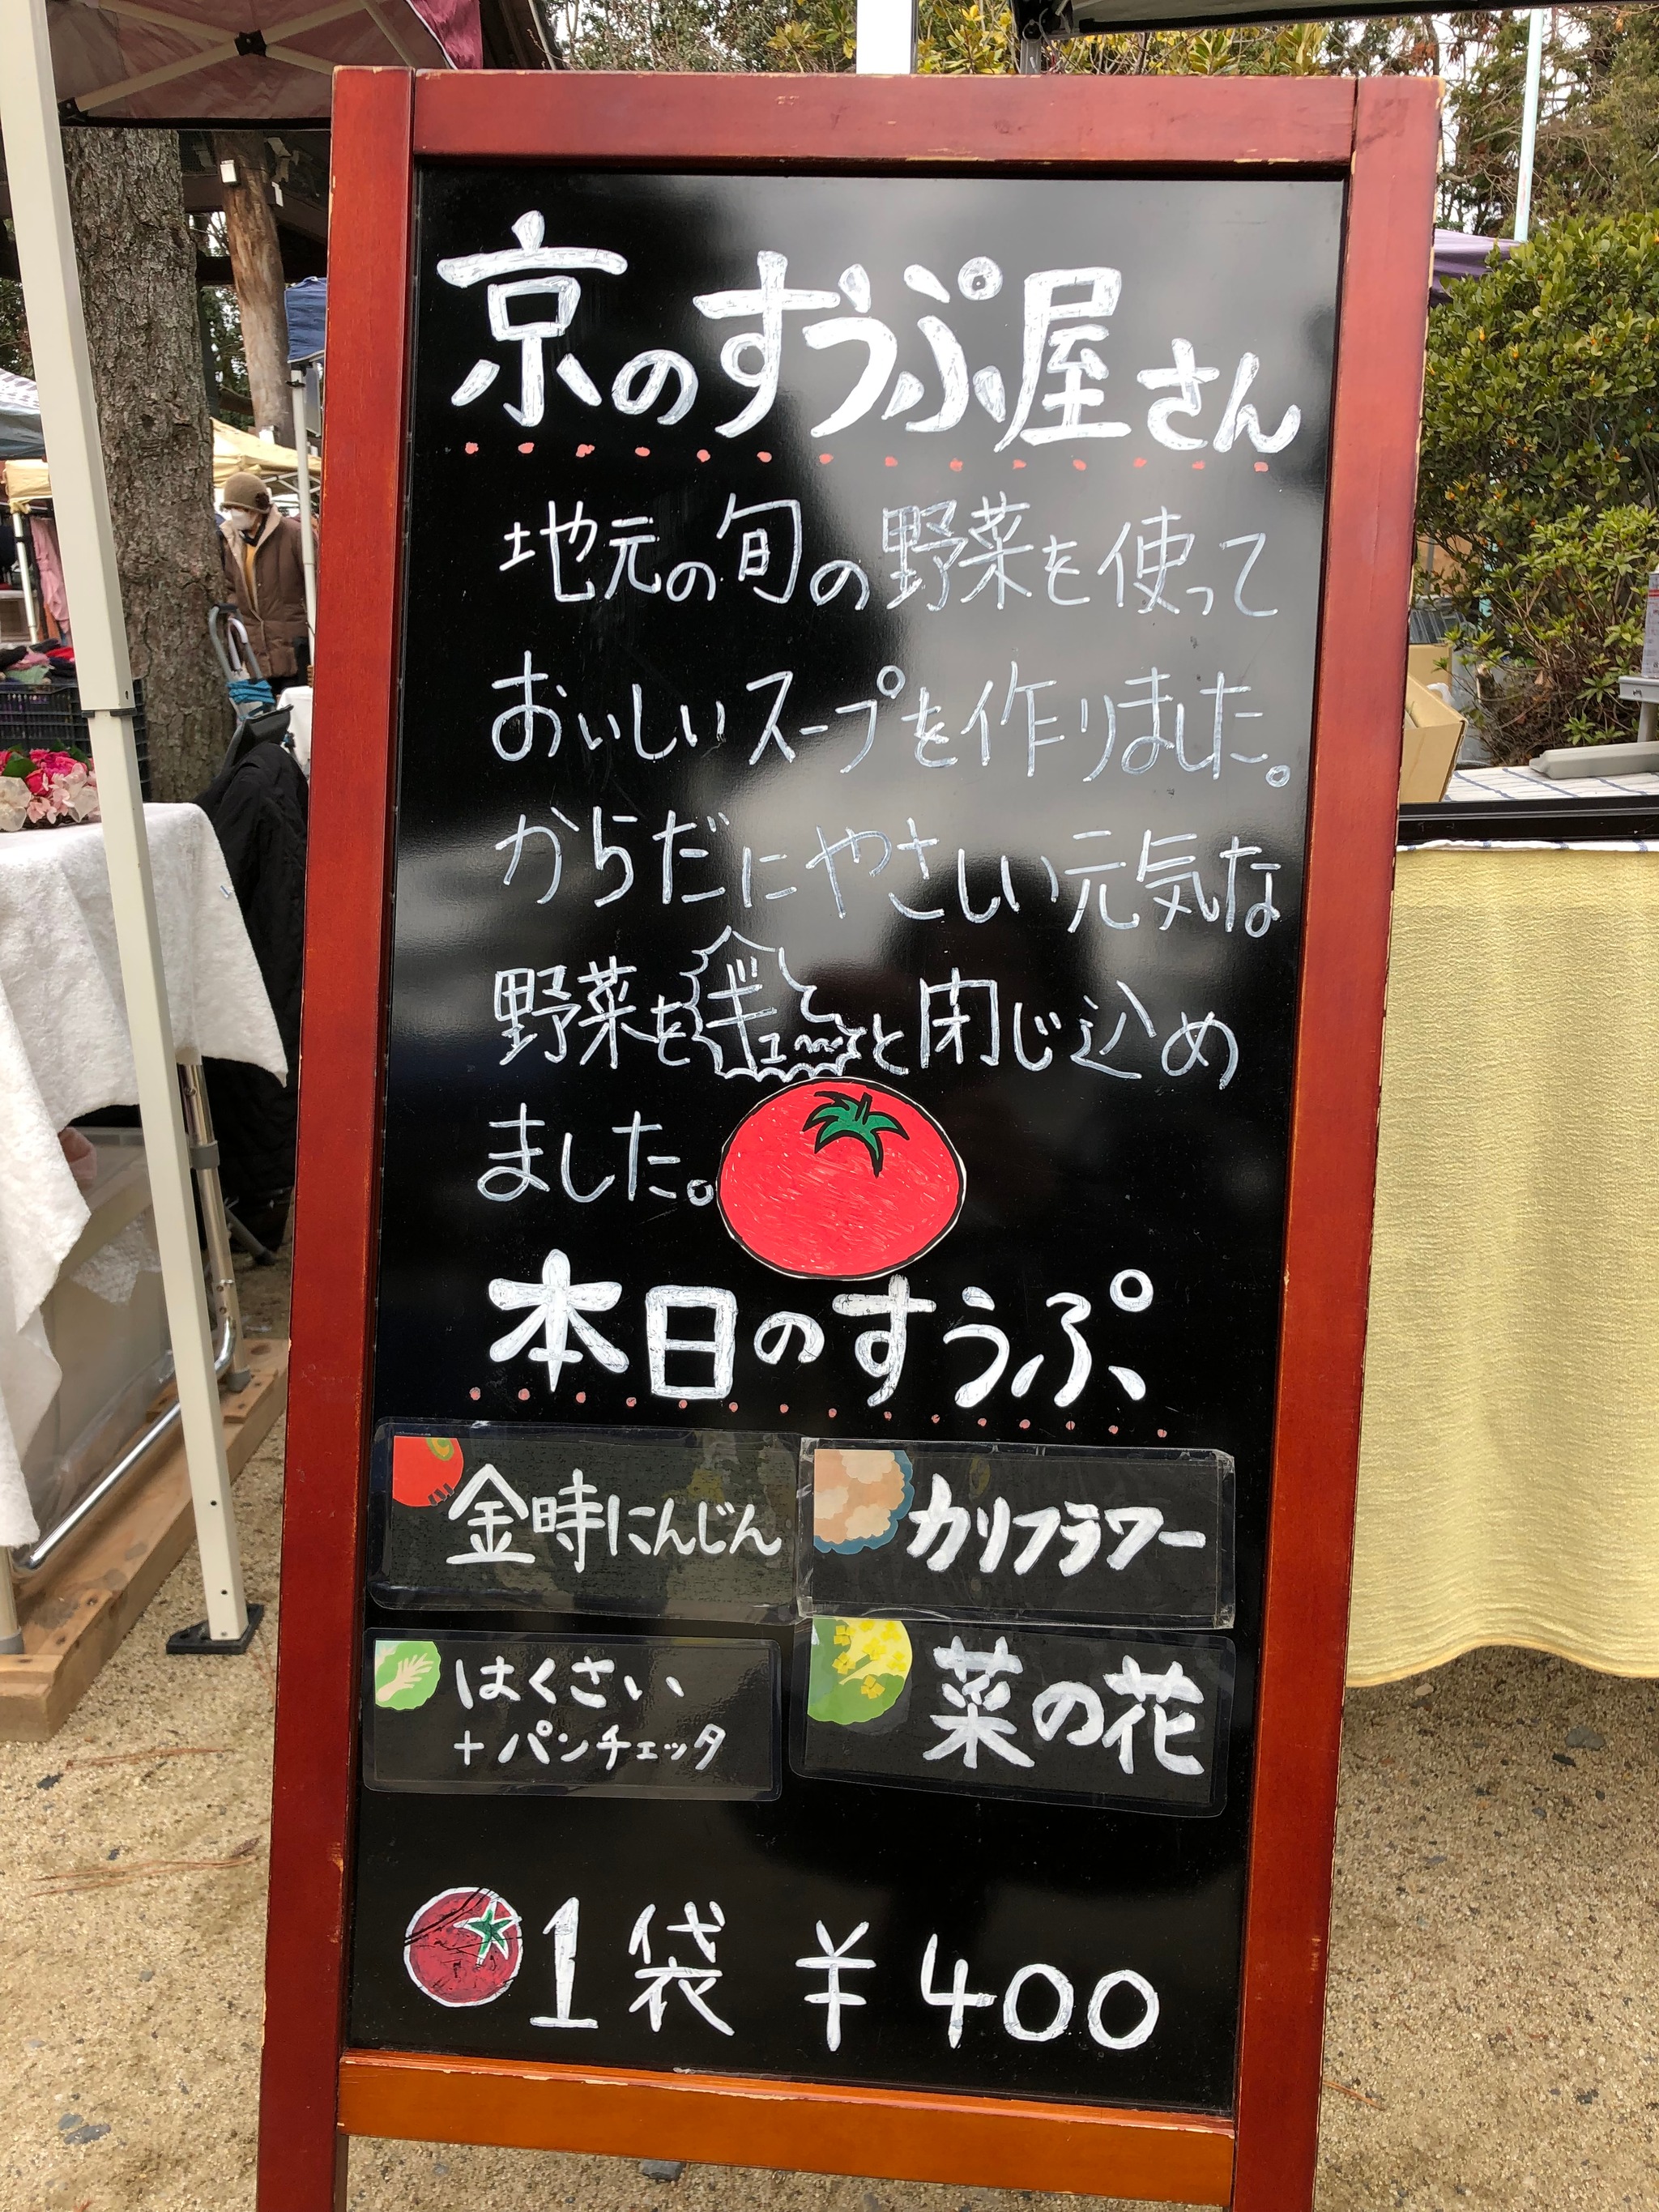 京のすうぷ屋さん
地元の旬の野菜を使って
おいしいスープを作りました。
からだにやさしい元気な
野菜をギュ〜と閉じ込め
ました。
本日のすうぷ
金時にんじん
カリフラワー
はくさい
+パンチェッタ
菜の花
1袋 ¥400